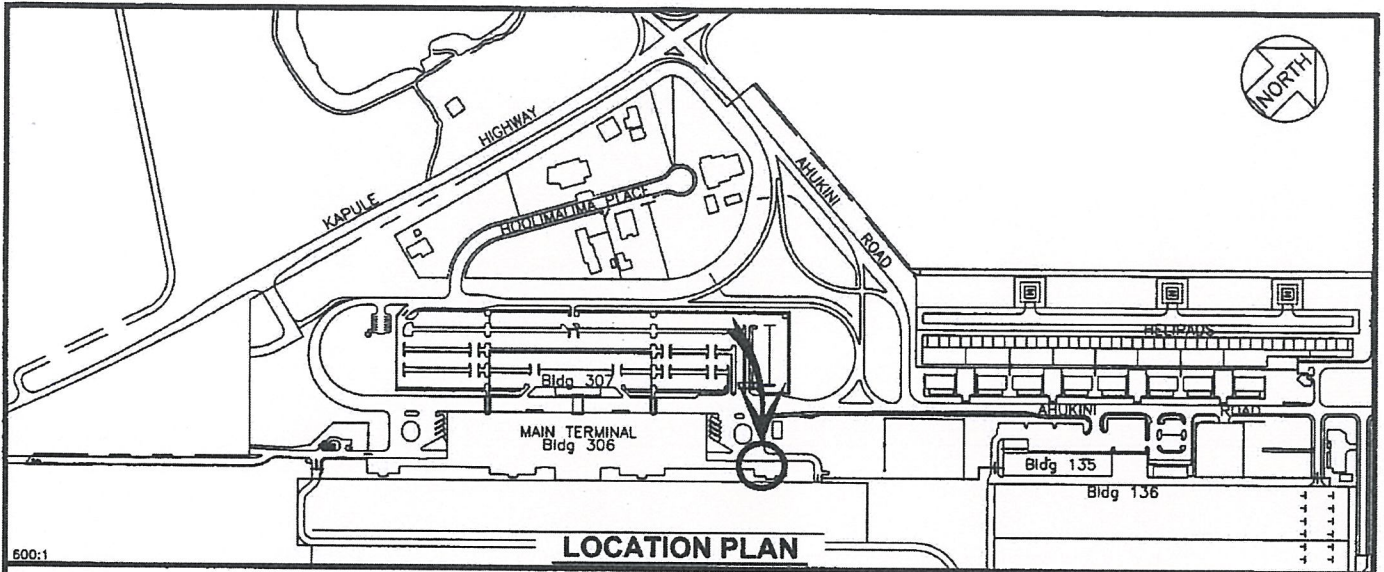 NORTH
KAPULE
HIGHWAY
HOOLIMALIMA PLACE
AHUKINI
ROAD
HELIPADS
Bldg 307
MAIN TERMINAL
Bldg 306
AHUKINI
ROAD
Bldg 135
Bldg 136
600:1
LOCATION PLAN